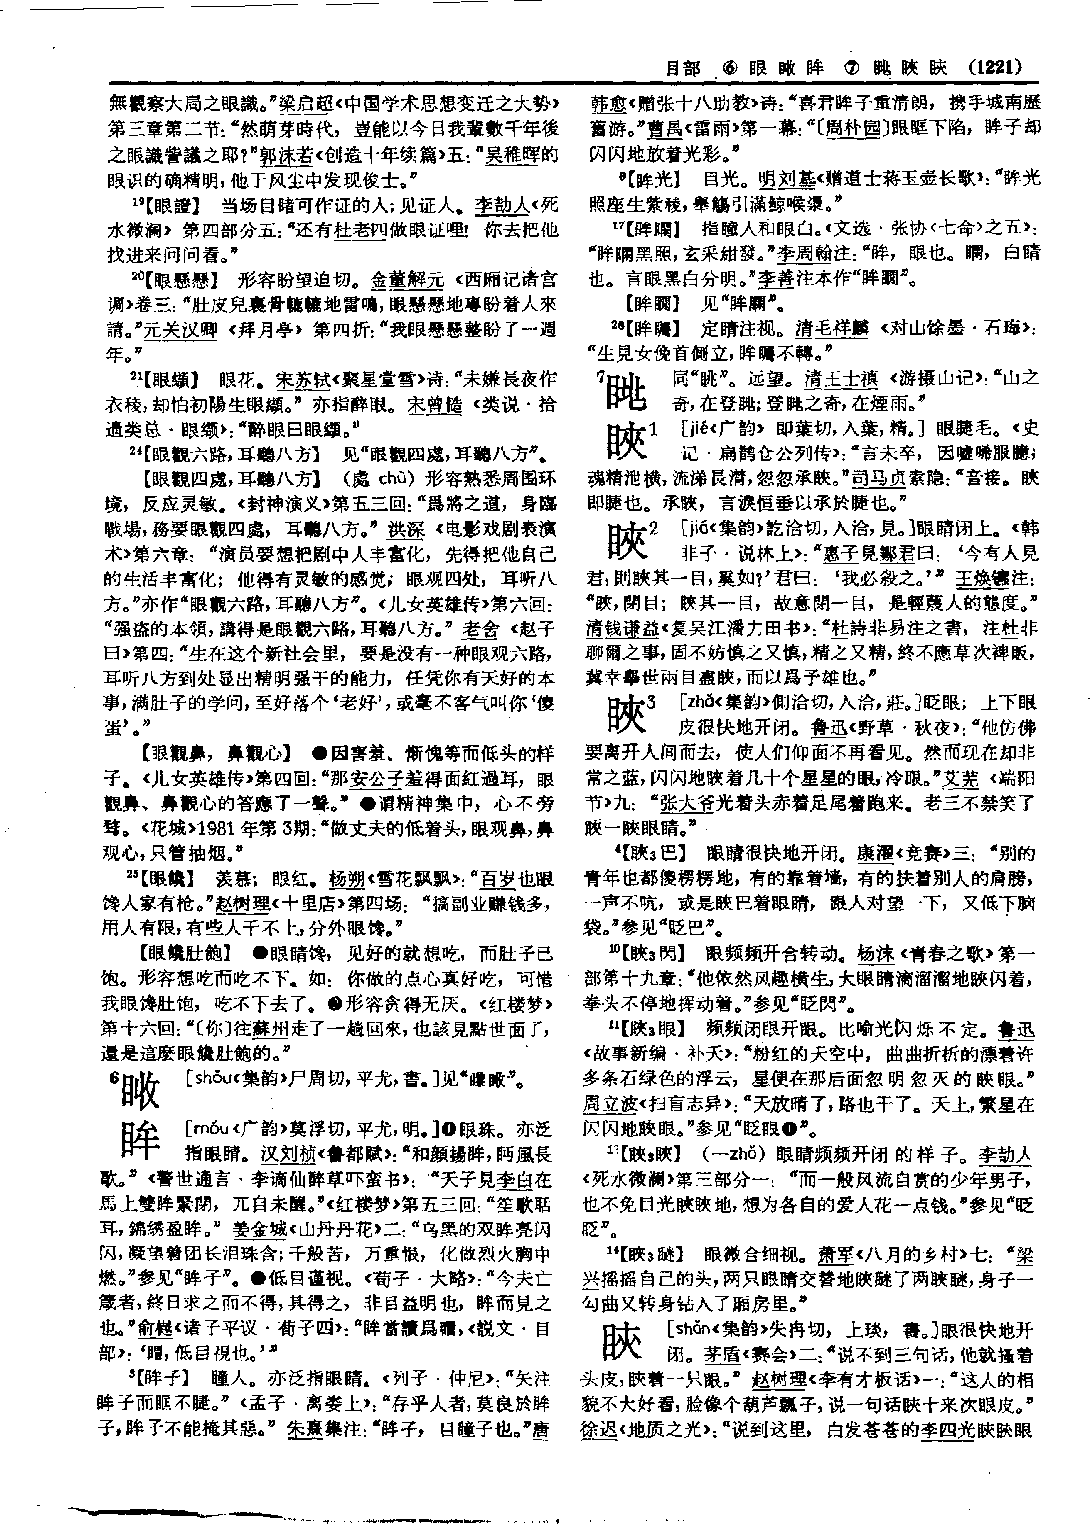 目部 ⑥ 眼 瞅 眸 ⑦ 眺 䀹 䀹 (1221)
無觀察大局之眼識。”梁启超《中国学术思想变迁之大势》
第三章第二节：“然萌芽時代，豈能以今日我輩數千年後
之眼識訾議之耶？”郭沫若《创造十年续篇》五：“吴稚晖的
眼识的确精明，他于风尘中发现俊士。”
¹⁹【眼證】 当场目睹可作证的人；见证人。李劼人《死
水微澜》第四部分五：“还有杜老四做眼证哩！你去把他
找进来问问看。”
²⁰【眼懸懸】 形容盼望迫切。金董解元《西厢记诸宫
调》卷三：“肚皮兒裏骨轆轆地雷鳴，眼懸懸地專盼着人來
請。”元关汉卿《拜月亭》第四折：“我眼懸懸整盼了一週
年。”
²¹【眼纈】 眼花。宋苏轼《聚星堂雪》诗：“未嫌長夜作
衣稜，却怕初陽生眼纈。”亦指醉眼。宋曾慥《类说·拾
遗类总·眼缬》：“醉眼曰眼纈。”
²⁴【眼觀六路，耳聽八方】 见“眼觀四處，耳聽八方”。
【眼觀四處，耳聽八方】（處 chù）形容熟悉周围环
境，反应灵敏。《封神演义》第五三回：“爲將之道，身臨
戰場，務要眼觀四處，耳聽八方。”洪深《电影戏剧表演
术》第六章：“演员要想把剧中人丰富化，先得把他自己
的生活丰富化；他得有灵敏的感觉；眼观四处，耳听八
方。”亦作“眼觀六路，耳聽八方”。《儿女英雄传》第六回：
“强盗的本領，講得是眼觀六路，耳聽八方。”老舍《赵子
曰》第四：“生在这个新社会里，要是没有一种眼观六路，
耳听八方到处显出精明强干的能力，任凭你有天好的本
事，满肚子的学问，至好落个‘老好’，或毫不客气叫你‘傻
蛋’。”
【眼觀鼻，鼻觀心】 ❶因害羞、惭愧等而低头的样
子。《儿女英雄传》第四回：“那安公子羞得面紅過耳，眼
觀鼻、鼻觀心的答應了一聲。”❷谓精神集中，心不旁
骛。《花城》1981年第3期：“做丈夫的低着头，眼观鼻，鼻
观心，只管抽烟。”
²⁵【眼饞】 羡慕；眼红。杨朔《雪花飘飘》：“百岁也眼
馋人家有枪。”赵树理《十里店》第四场：“搞副业赚钱多，
用人有限，有些人干不上，分外眼馋。”
【眼饞肚飽】 ❶眼睛馋，见好的就想吃，而肚子已
饱。形容想吃而吃不下。如：你做的点心真好吃，可惜
我眼馋肚饱，吃不下去了。❷形容贪得无厌。《红楼梦》
第十六回：“〔你〕往蘇州走了一趟回來，也該見點世面了，
還是這麼眼饞肚飽的。”
⁶瞅 [shōu《集韵》尸周切，平尤，書。]见“䁱瞅”。
眸 [móu《广韵》莫浮切，平尤，明。]❶眼珠。亦泛
指眼睛。汉刘桢《鲁都赋》：“和顔揚眸，眄風長
歌。”《警世通言·李谪仙醉草吓蛮书》：“天子見李白在
馬上雙眸緊閉，兀自未醒。”《红楼梦》第五三回：“笙歌聒
耳，錦綉盈眸。”姜金城《山丹丹花》二：“乌黑的双眸亮闪
闪，凝望着团长泪珠含；千般苦，万重恨，化做烈火胸中
燃。”参见“眸子”。❷低目谨视。《荀子·大略》：“今夫亡
箴者，終日求之而不得，其得之，非目益明也，眸而見之
也。”俞樾《诸子平议·荀子四》：“眸當讀爲䁾，《説文·目
部》：‘䁾，低目視也。’”
³【眸子】 瞳人。亦泛指眼睛。《列子·仲尼》：“矢注
眸子而眶不睫。”《孟子·离娄上》：“存乎人者，莫良於眸
子，眸子不能掩其惡。”朱熹集注：“眸子，目瞳子也。”唐
韩愈《赠张十八助教》诗：“喜君眸子重清朗，携手城南歷
舊游。”曹禺《雷雨》第一幕：“〔周朴园〕眼眶下陷，眸子却
闪闪地放着光彩。”
⁶【眸光】 目光。明刘基《赠道士蒋玉壶长歌》：“眸光
照座生紫稜，舉觴引滿鲸喉㵿。”
¹⁷【眸矊】 指瞳人和眼白。《文选·张协〈七命〉之五》：
“眸矊黑照，玄采紺發。”李周翰注：“眸，眼也。矊，白睛
也。言眼黑白分明。”李善注本作“眸瞯”。
【眸瞯】 见“眸矊”。
²⁶【眸矚】 定睛注视。清毛祥麟《对山馀墨·石琇》：
“生見女俛首側立，眸矚不轉。”
⁷眺 同“眺”。远望。清王士禛《游摄山记》：“山之
奇，在登眺；登眺之奇，在煙雨。”
䀹¹ [jié《广韵》即葉切，入葉，精。]眼睫毛。《史
记·扁鹊仓公列传》：“言未卒，因噓唏服臆，
魂精泄横，流涕長潸，忽忽承䀹。”司马贞索隐：“音接。䀹
即睫也。承䀹，言淚恒垂以承於睫也。”
䀹² [jiá《集韵》訖洽切，入洽，見。]眼睛闭上。《韩
非子·说林上》：“惠子見鄒君曰：‘今有人見
君，則䀹其一目，奚如？’君曰：‘我必殺之。’”王焕镳注：
“䀹，閉目；䀹其一目，故意閉一目，是輕蔑人的態度。”
清钱谦益《复吴江潘力田书》：“杜詩非易注之書，注杜非
聊爾之事，固不妨慎之又慎，精之又精，終不應草次裨販，
冀幸舉世兩目盡䀹，而以爲予雄也。”
䀹³ [zhǎ《集韵》側洽切，入洽，莊。]眨眼；上下眼
皮很快地开闭。鲁迅《野草·秋夜》：“他仿佛
要离开人间而去，使人们仰面不再看见。然而现在却非
常之蓝，闪闪地䀹着几十个星星的眼，冷眼。”艾芜《端阳
节》九：“张大爷光着头赤着足尾着跑来。老三不禁笑了
䀹一䀹眼睛。”
⁴【䀹₃巴】 眼睛很快地开闭。康濯《竞赛》三：“别的
青年也都傻楞楞地，有的靠着墙，有的扶着别人的肩膀，
一声不吭，或是䀹巴着眼睛，跟人对望一下，又低下脑
袋。”参见“眨巴”。
¹⁰【䀹₃閃】 眼频频开合转动。杨沫《青春之歌》第一
部第十九章：“他依然风趣横生，大眼睛滴溜溜地䀹闪着，
拳头不停地挥动着。”参见“眨閃”。
¹¹【䀹₃眼】 频频闭眼开眼。比喻光闪烁不定。鲁迅
《故事新编·补天》：“粉红的天空中，曲曲折折的漂着许
多条石绿色的浮云，星便在那后面忽明忽灭的䀹眼。”
周立波《扫盲志异》：“天放晴了，路也干了。天上，繁星在
闪闪地䀹眼。”参见“眨眼❶”。
¹²【䀹₃䀹】（—zhǎ）眼睛频频开闭的样子。李劼人
《死水微澜》第三部分一：“而一般风流自赏的少年男子，
也不免目光䀹䀹地，想为各自的爱人花一点钱。”参见“眨
眨”。
¹⁴【䀹₃瞇】 眼微合细视。萧军《八月的乡村》七：“梁
兴摇摇自己的头，两只眼睛交替地䀹瞇了两䀹瞇，身子一
勾曲又转身钻入了厢房里。”
䀹 [shǎn《集韵》失冉切，上琰，書。]眼很快地开
闭。茅盾《赛会》二：“说不到三句话，他就搔着
头皮，䀹着一只眼。”赵树理《李有才板话》一：“这人的相
貌不大好看，脸像个葫芦瓢子，说一句话䀹十来次眼皮。”
徐迟《地质之光》：“说到这里，白发苍苍的李四光䀹䀹眼